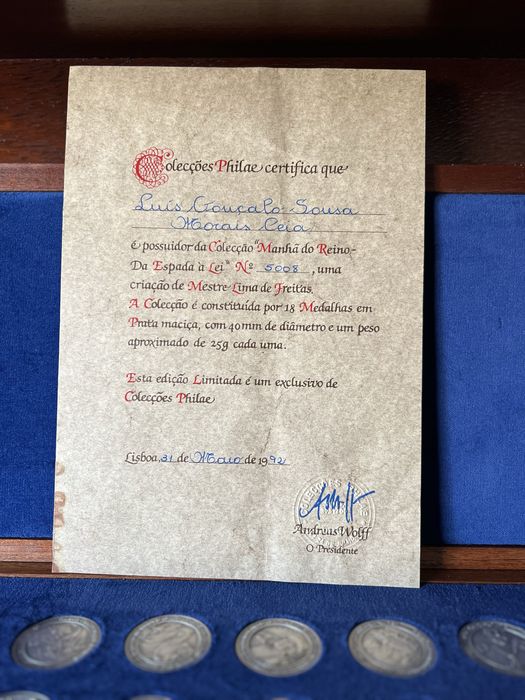 Colecções Philae certifica que
Luís Gonçalo Sousa
Morais Ceia
é possuidor da Colecção "Manhã do Reino-
Da Espada à Lei" Nº 5008, uma
criação de Mestre Lima de Freitas.
A Colecção é constituída por 18 Medalhas em
Prata maciça, com 40mm de diâmetro e um peso
aproximado de 25g cada uma.
Esta edição Limitada é um exclusivo de
Colecções Philae
Lisboa, 31 de Maio de 1992
Andreas Wolff
O Presidente